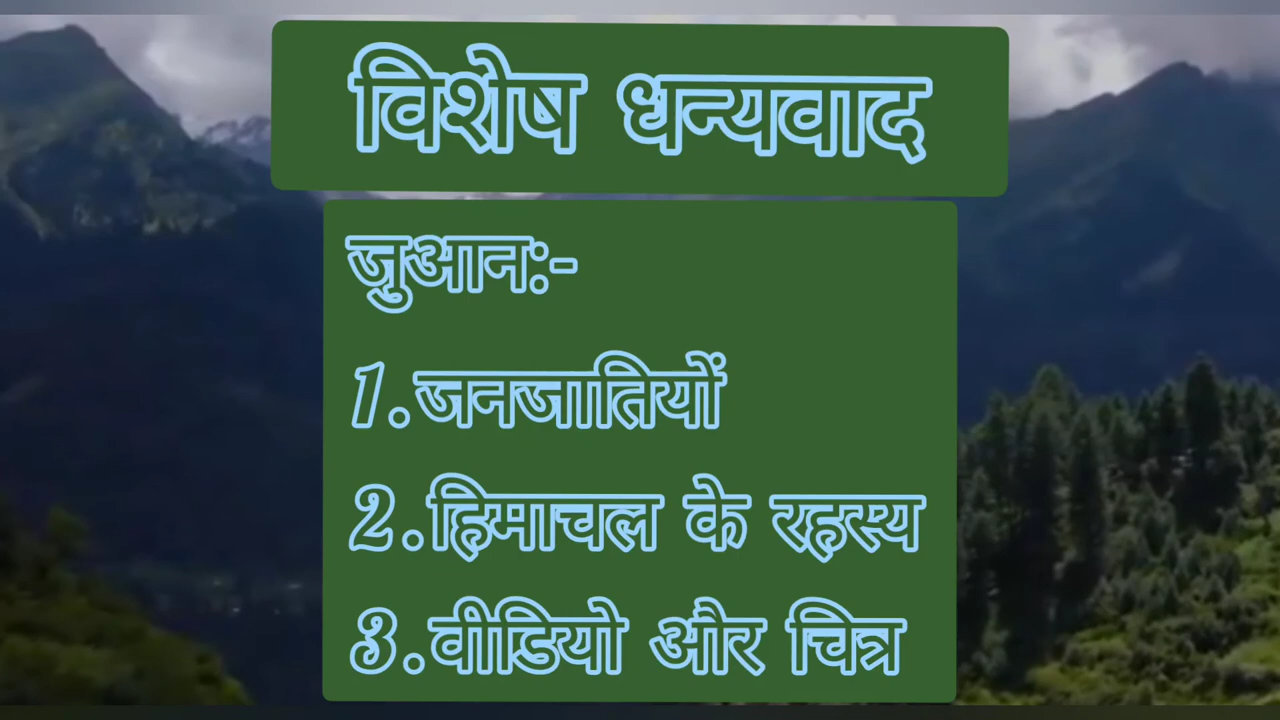 विशेष धन्यवाद
ज़ुआन:-
1.जनजातियों
2.हिमाचल के रहस्य
3.वीडियो और चित्र